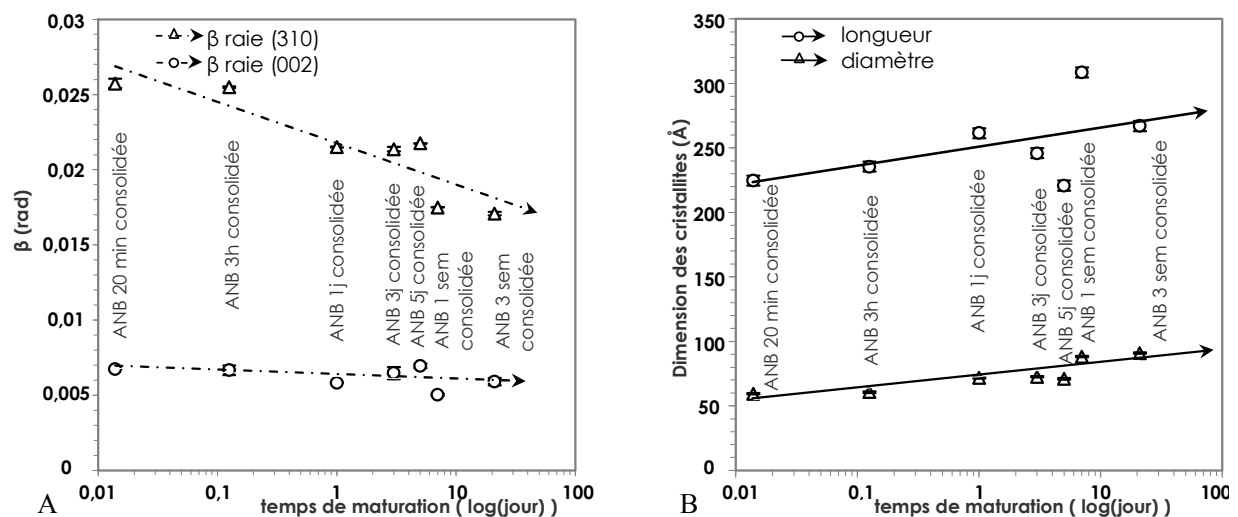 0,03
β raie (310)
β raie (002)
0,025
0,02
0,015
0,01
0,005
0
β (rad)
ANB 20 min consolidée
ANB 3h consolidée
ANB 1j consolidée
ANB 3j consolidée
ANB 5j consolidée
ANB 1 sem
consolidée
ANB 3 sem
consolidée
0,01
0,1
1
10
100
temps de maturation ( log(jour) )
A
400
longueur
diamètre
350
300
250
200
150
100
50
0
Dimension des cristallites (Å)
ANB 20 min consolidée
ANB 3h consolidée
ANB 1j consolidée
ANB 3j consolidée
ANB 5j consolidée
ANB 1 sem consolidée
ANB 3 sem consolidée
0,01
0,1
1
10
100
temps de maturation ( log(jour) )
B